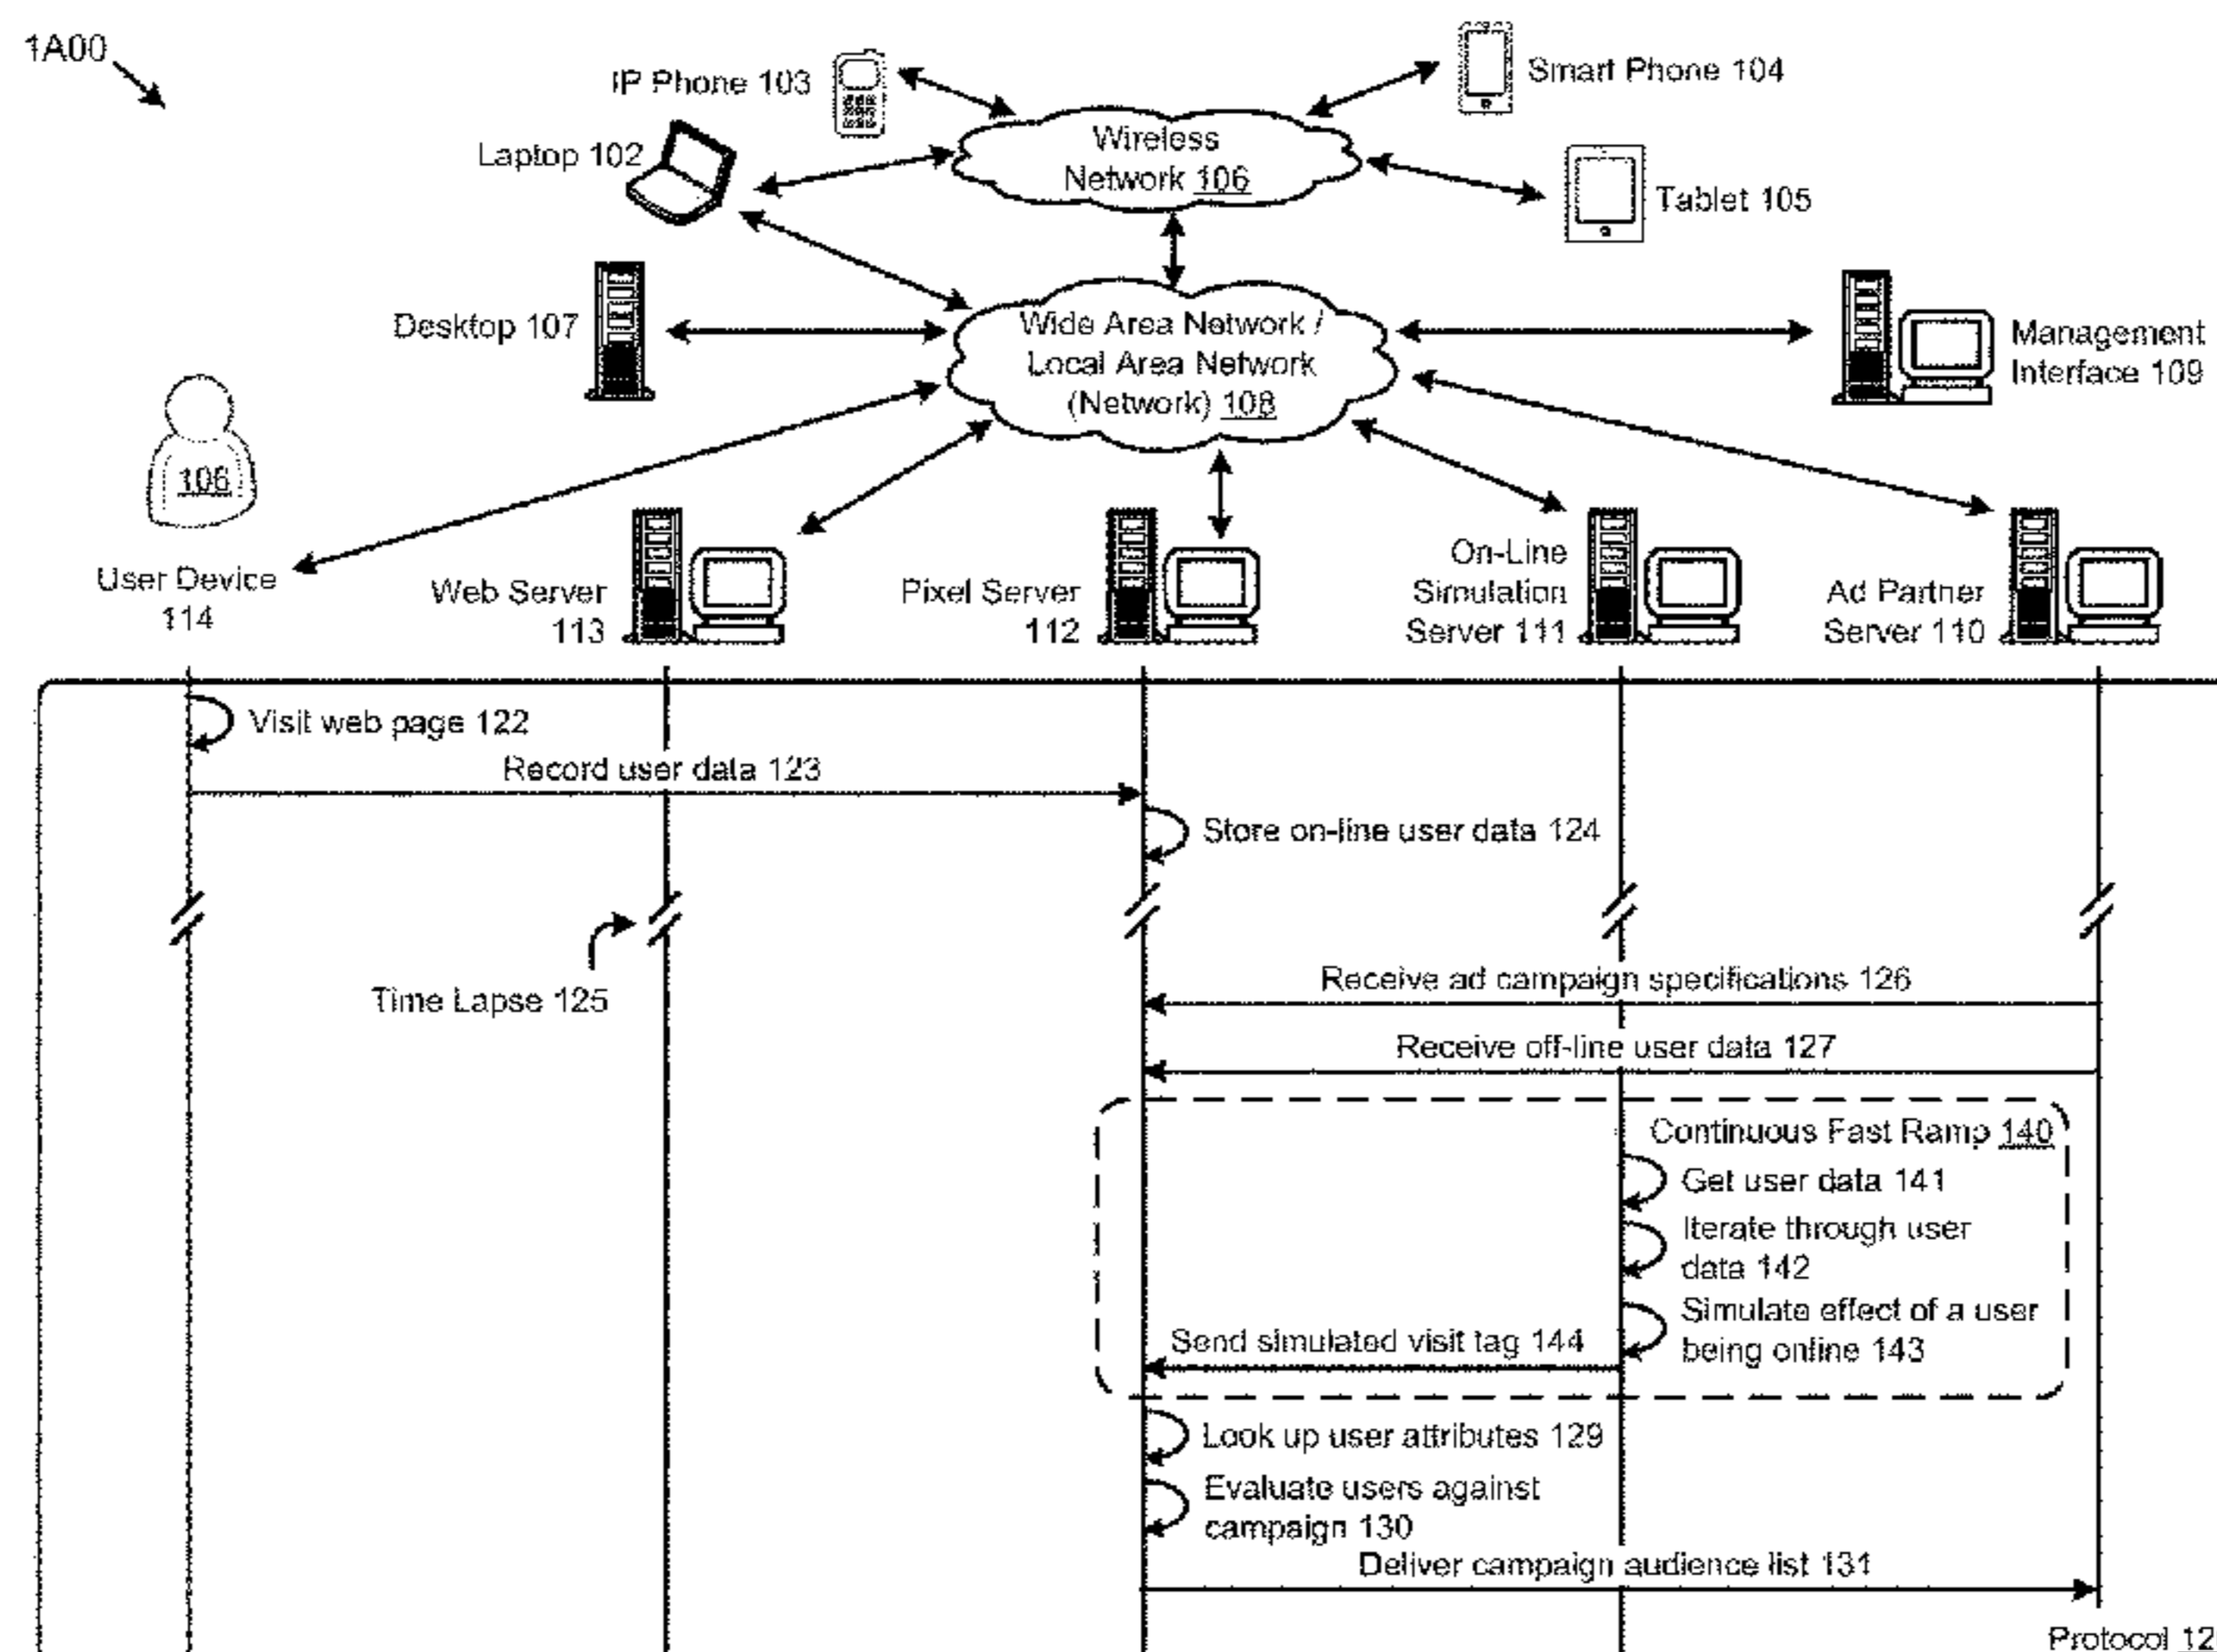 1A00
IP Phone 103
Smart Phone 104
Laptop 102
Wireless
Network 106
Tablet 105
Desktop 107
Wide Area Network /
Local Area Network
(Network) 108
Management
Interface 109
106
User Device
114
Web Server
113
Pixel Server
112
On-Line
Simulation
Server 111
Ad Partner
Server 110
Visit web page 122
Record user data 123
Store on-line user data 124
Time Lapse 125
Receive ad campaign specifications 126
Receive off-line user data 127
Continuous Fast Ramp 140
Get user data 141
Iterate through user
data 142
Simulate effect of a user
being online 143
Send simulated visit tag 144
Look up user attributes 129
Evaluate users against
campaign 130
Deliver campaign audience list 131
Protocol